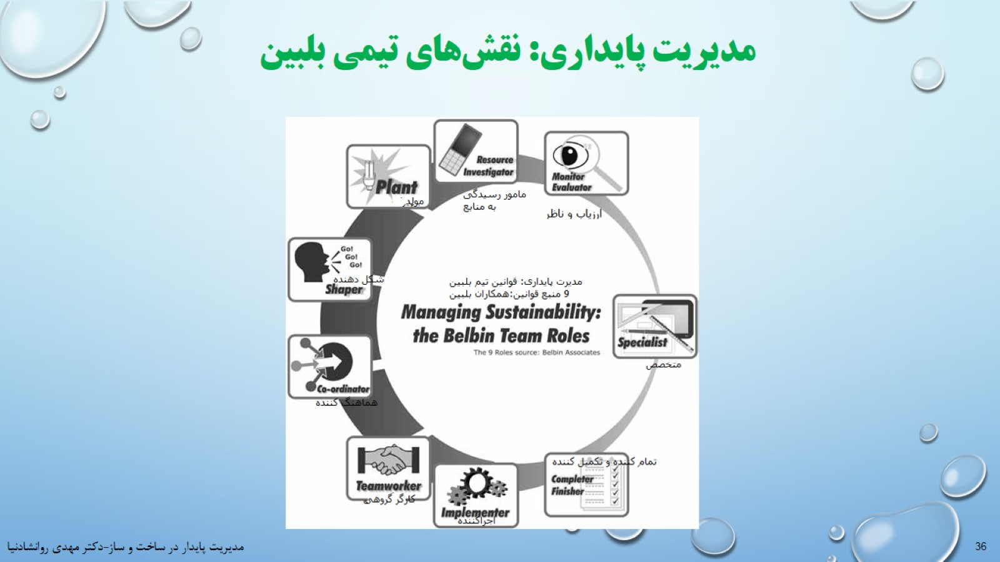 مدیریت پایداری: نقش‌های تیمی بلبین
Resource
Investigator
مامور رسیدگی
به منابع
Monitor
Evaluator
ارزیاب و ناظر
Plant
مولد
Go!
Go!
Go!
شکل دهنده
Shaper
مدیرت پایداری: قوانین تیم بلبین
9 منبع قوانین:همکاران بلبین
Managing Sustainability:
the Belbin Team Roles
The 9 Roles source: Belbin Associates
Specialist
متخصص
Co-ordinator
هماهنگ کننده
Teamworker
کارگر گروهی
Implementer
اجراکننده
تمام کننده و تکمیل کننده
Completer
Finisher
مدیریت پایدار در ساخت و ساز-دکتر مهدی روانشادنیا
36